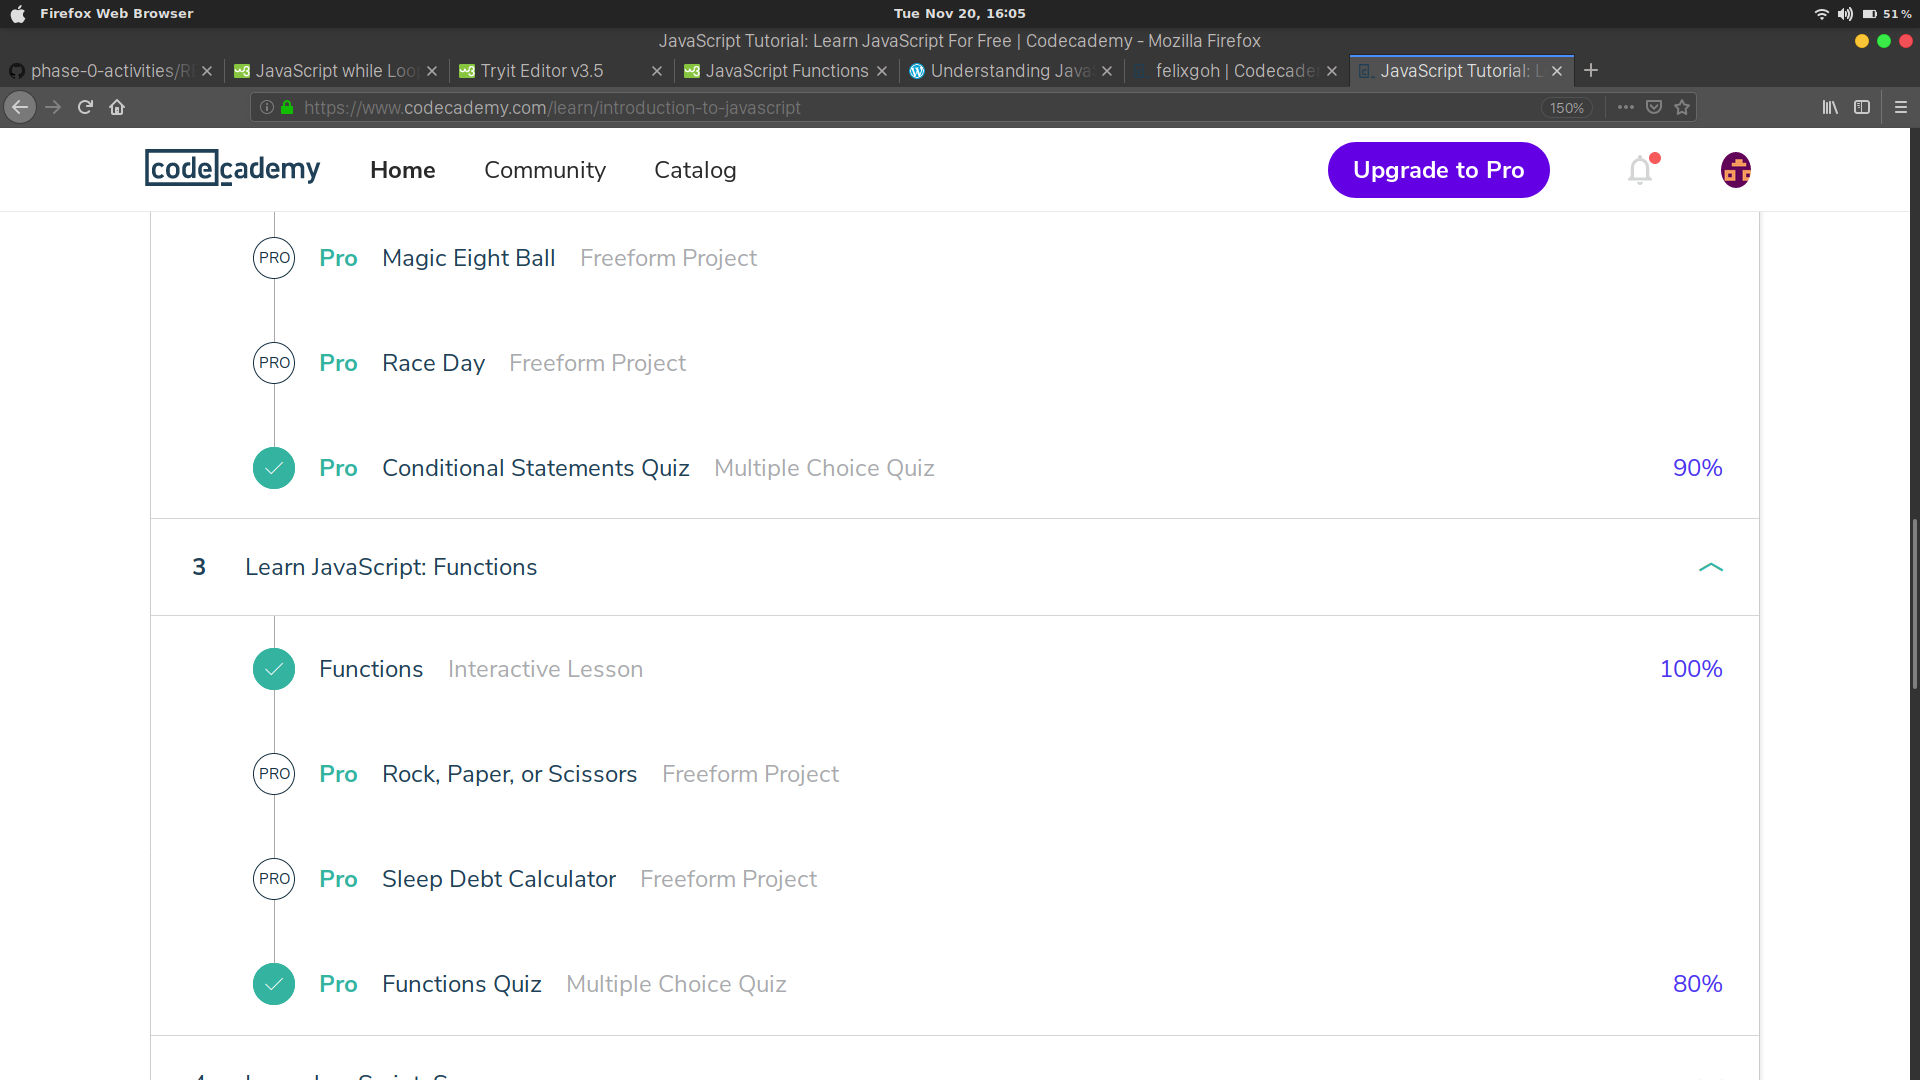 Firefox Web Browser
Tue Nov 20, 16:05
51%
JavaScript Tutorial: Learn JavaScript For Free | Codecademy - Mozilla Firefox
phase-0-activities/R
JavaScript while Loo
Tryit Editor v3.5
JavaScript Functions
Understanding Java
felixgoh | Codecade
JavaScript Tutorial: L
https://www.codecademy.com/learn/introduction-to-javascript
150%
codecademy
Home
Community
Catalog
Upgrade to Pro
PRO Pro Magic Eight Ball Freeform Project
PRO Pro Race Day Freeform Project
Pro Conditional Statements Quiz Multiple Choice Quiz 90%
3 Learn JavaScript: Functions
Functions Interactive Lesson 100%
PRO Pro Rock, Paper, or Scissors Freeform Project
PRO Pro Sleep Debt Calculator Freeform Project
Pro Functions Quiz Multiple Choice Quiz 80%